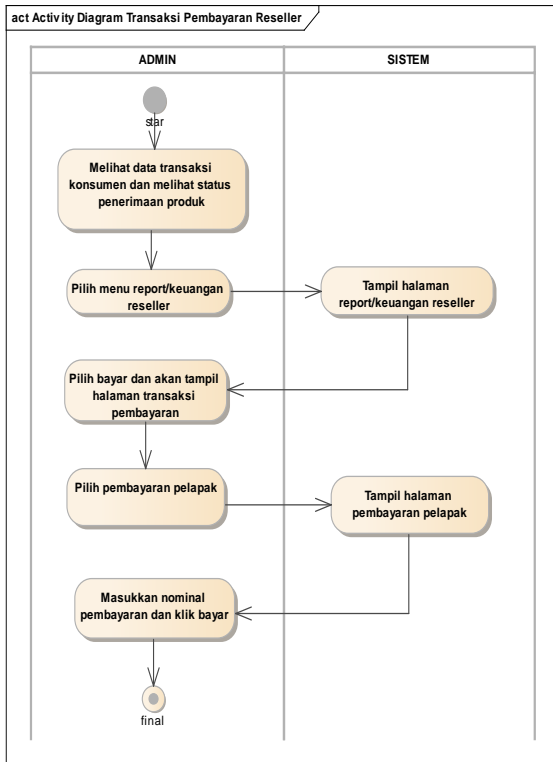 act Activity Diagram Transaksi Pembayaran Reseller
ADMIN
SISTEM
star
Melihat data transaksi
konsumen dan melihat status
penerimaan produk
Pilih menu report/keuangan
reseller
Tampil halaman
report/keuangan reseller
Pilih bayar dan akan tampil
halaman transaksi
pembayaran
Pilih pembayaran pelapak
Tampil halaman
pembayaran pelapak
Masukkan nominal
pembayaran dan klik bayar
final